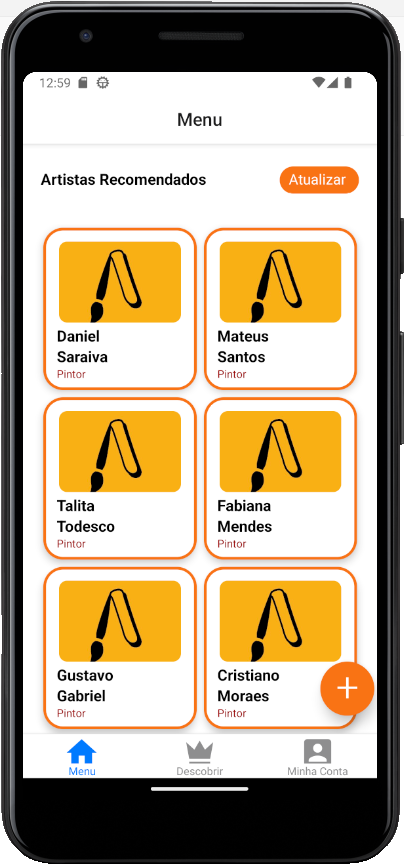 12:59
Menu
Artistas Recomendados
Atualizar
Daniel
Saraiva
Pintor
Mateus
Santos
Pintor
Talita
Todesco
Pintor
Fabiana
Mendes
Pintor
Gustavo
Gabriel
Pintor
Cristiano
Moraes
Pintor
+
Menu
Descobrir
Minha Conta